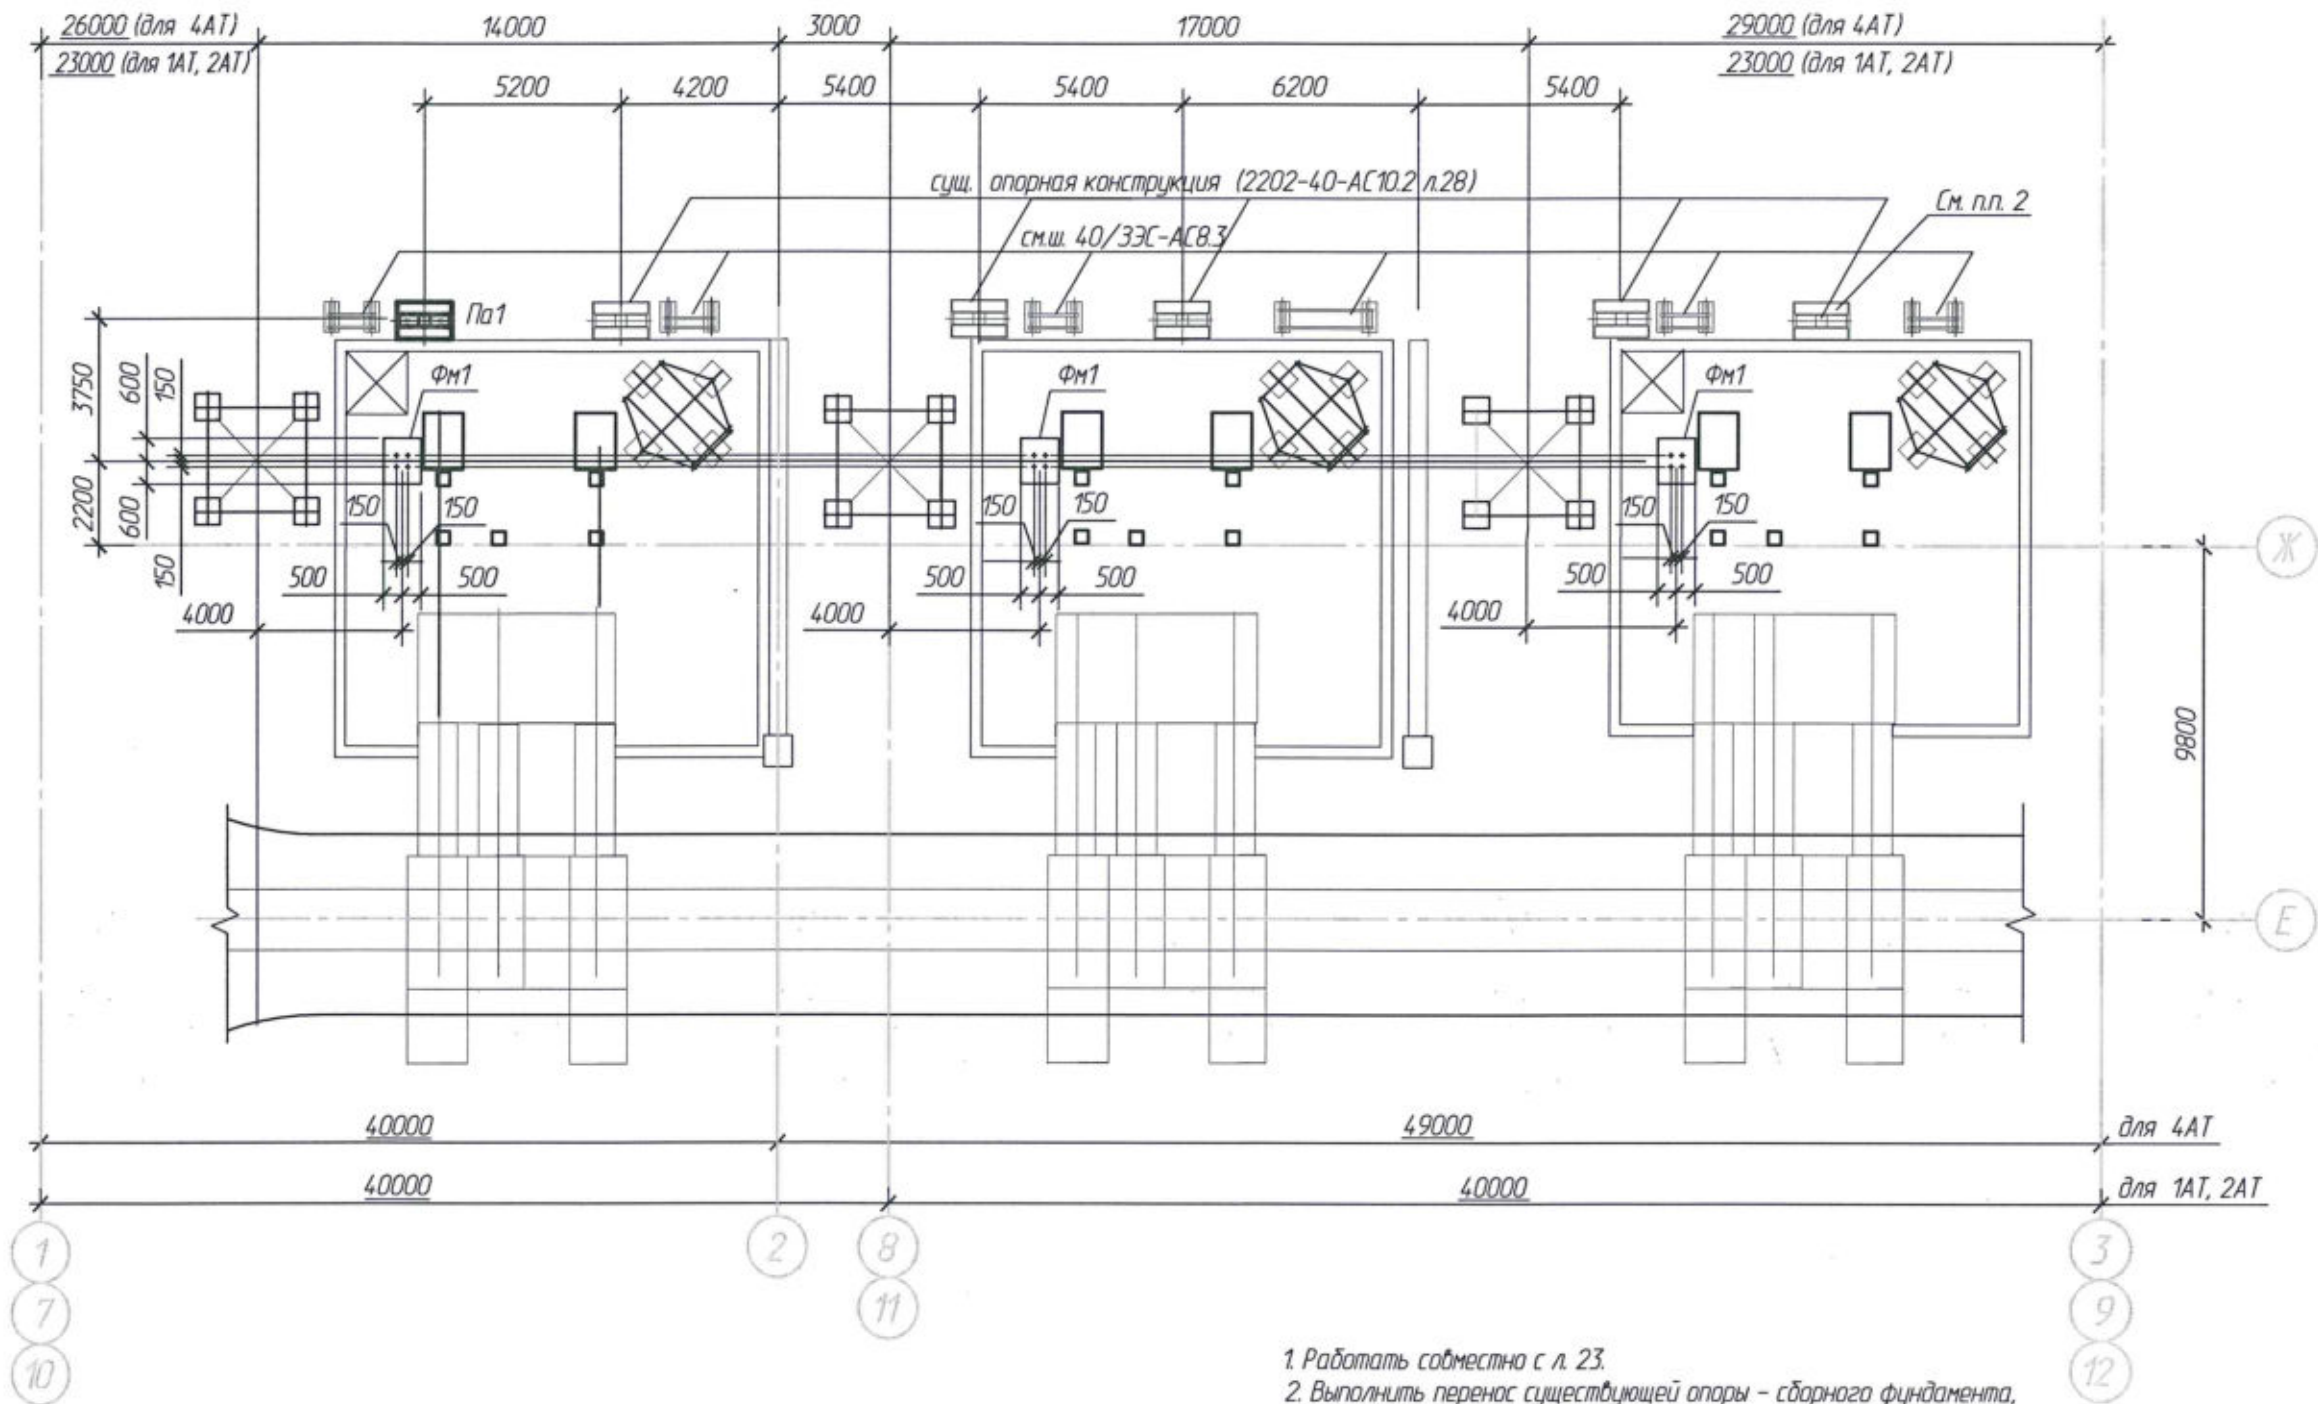 26000 (для 4АТ) 14000 3000 17000 29000 (для 4АТ)
23000 (для 1АТ, 2АТ) 23000 (для 1АТ, 2АТ)
5200 4200 5400 5400 6200 5400
сущ. опорная конструкция (2202-40-АС10.2 л.28)
См. п.п. 2
см.ш. 40/ЗЭС-АС8.3
Па1
3750 600 150 Фм1 Фм1 Фм1
2200 600 150 150 150 150 150 150 150
Ж
500 500 500 500 500 500
4000 4000 4000
9800
Е
40000 49000 для 4АТ
40000 40000 для 1АТ, 2АТ
1 2 8 3
7 11 9
10 12
1. Работать совместно с л. 23.
2. Выполнить перенос существующей опоры - сборного фундамента,